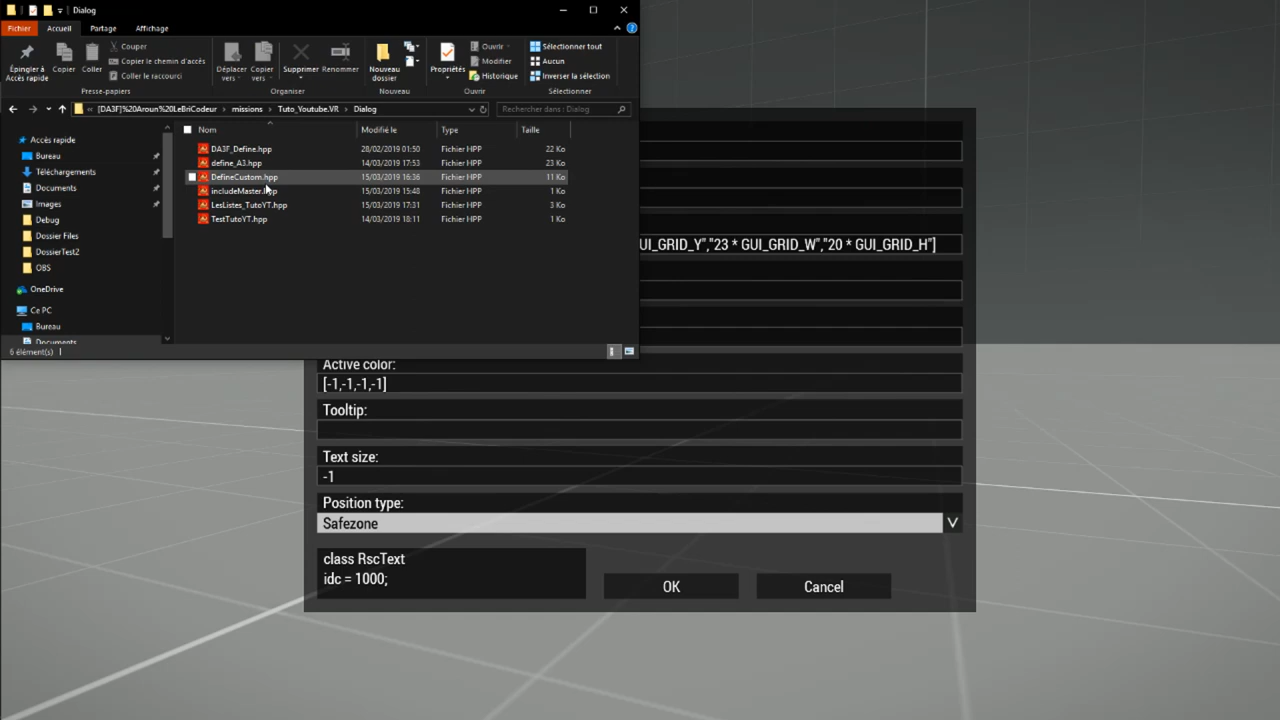 Dialog
Fichier Accueil Partage Affichage
Épingler à Accès rapide
Copier
Coller
Couper
Copier le chemin d'accès
Coller le raccourci
Presse-papiers
Déplacer vers
Copier vers
Supprimer
Renommer
Organiser
Nouveau dossier
Nouveau
Propriétés
Ouvrir
Modifier
Historique
Ouvrir
Sélectionner tout
Aucun
Inverser la sélection
Sélectionner
« [DA3F]%20Aroun%20LeBriCodeur > missions > Tuto_Youtube.VR > Dialog
Rechercher dans : Dialog
Nom Modifié le Type Taille
DA3F_Define.hpp 28/02/2019 01:50 Fichier HPP 22 Ko
define_A3.hpp 14/03/2019 17:53 Fichier HPP 23 Ko
DefineCustom.hpp 15/03/2019 16:36 Fichier HPP 11 Ko
includeMaster.hpp 15/03/2019 15:48 Fichier HPP 1 Ko
LesListes_TutoYT.hpp 15/03/2019 17:31 Fichier HPP 3 Ko
TestTutoYT.hpp 14/03/2019 18:11 Fichier HPP 1 Ko
Accès rapide
Bureau
Téléchargements
Documents
Images
Debug
Dossier Files
DossierTest2
OBS
OneDrive
Ce PC
Bureau
Documents
6 élément(s)
UI_GRID_Y","23 * GUI_GRID_W","20 * GUI_GRID_H"]
Active color:
[-1,-1,-1,-1]
Tooltip:
Text size:
-1
Position type:
Safezone
class RscText
idc = 1000;
OK
Cancel